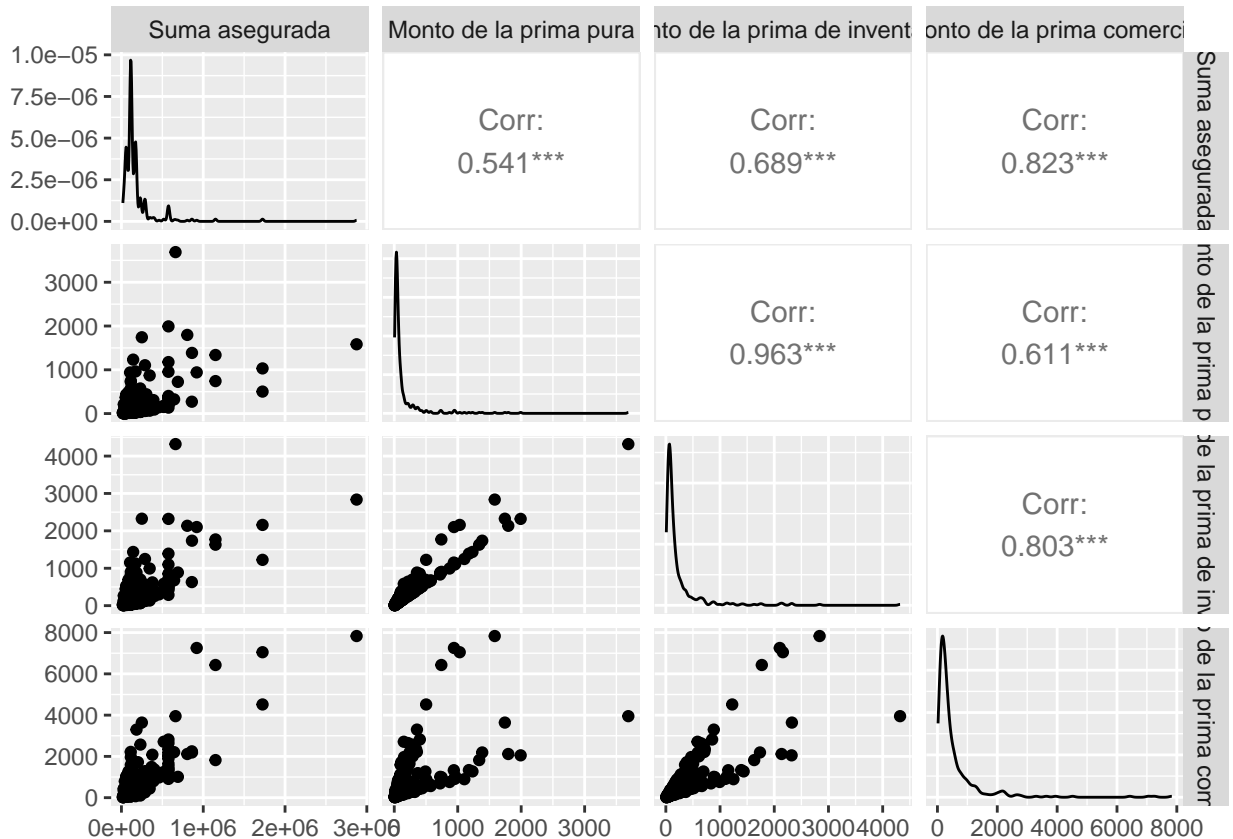 Suma asegurada
Monto de la prima pura
nto de la prima de inventa
onto de la prima comerci
1.0e−05
7.5e−06
5.0e−06
2.5e−06
0.0e+00
Corr:
0.541***
Corr:
0.689***
Corr:
0.823***
Suma asegurada
3000
2000
1000
0
Corr:
0.963***
Corr:
0.611***
nto de la prima p
4000
3000
2000
1000
0
Corr:
0.803***
de la prima de inv
8000
6000
4000
2000
0
o de la prima com
0e+00 1e+06 2e+06 3e+06
0 1000 2000 3000
0 1000 2000 3000 4000
0 2000 4000 6000 8000